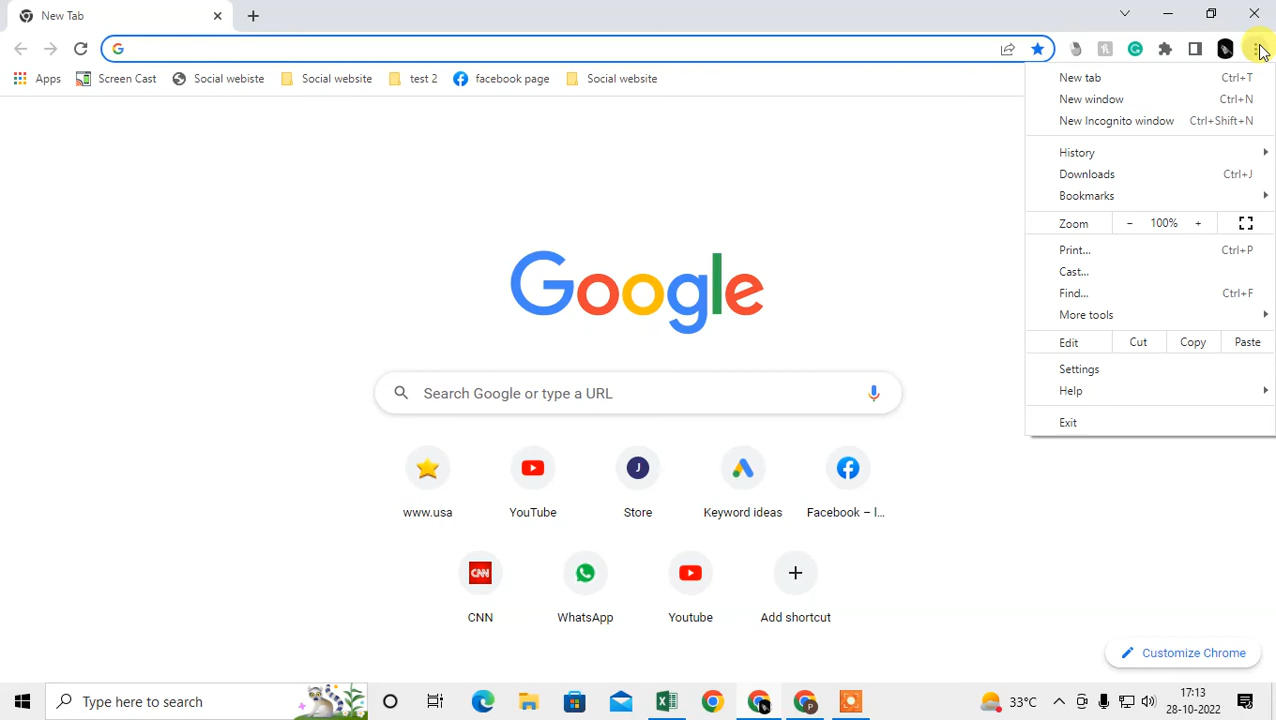 New Tab
Apps Screen Cast Social webiste Social website test 2 facebook page Social website
New tab Ctrl+T
New window Ctrl+N
New Incognito window Ctrl+Shift+N
History
Downloads Ctrl+J
Bookmarks
Zoom - 100% +
Print... Ctrl+P
Cast...
Find... Ctrl+F
More tools
Edit Cut Copy Paste
Settings
Help
Exit
Google
Search Google or type a URL
J
www.usa YouTube Store Keyword ideas Facebook – l...
CNN
CNN WhatsApp Youtube Add shortcut
Customize Chrome
Type here to search
P
33°C
17:13
28-10-2022